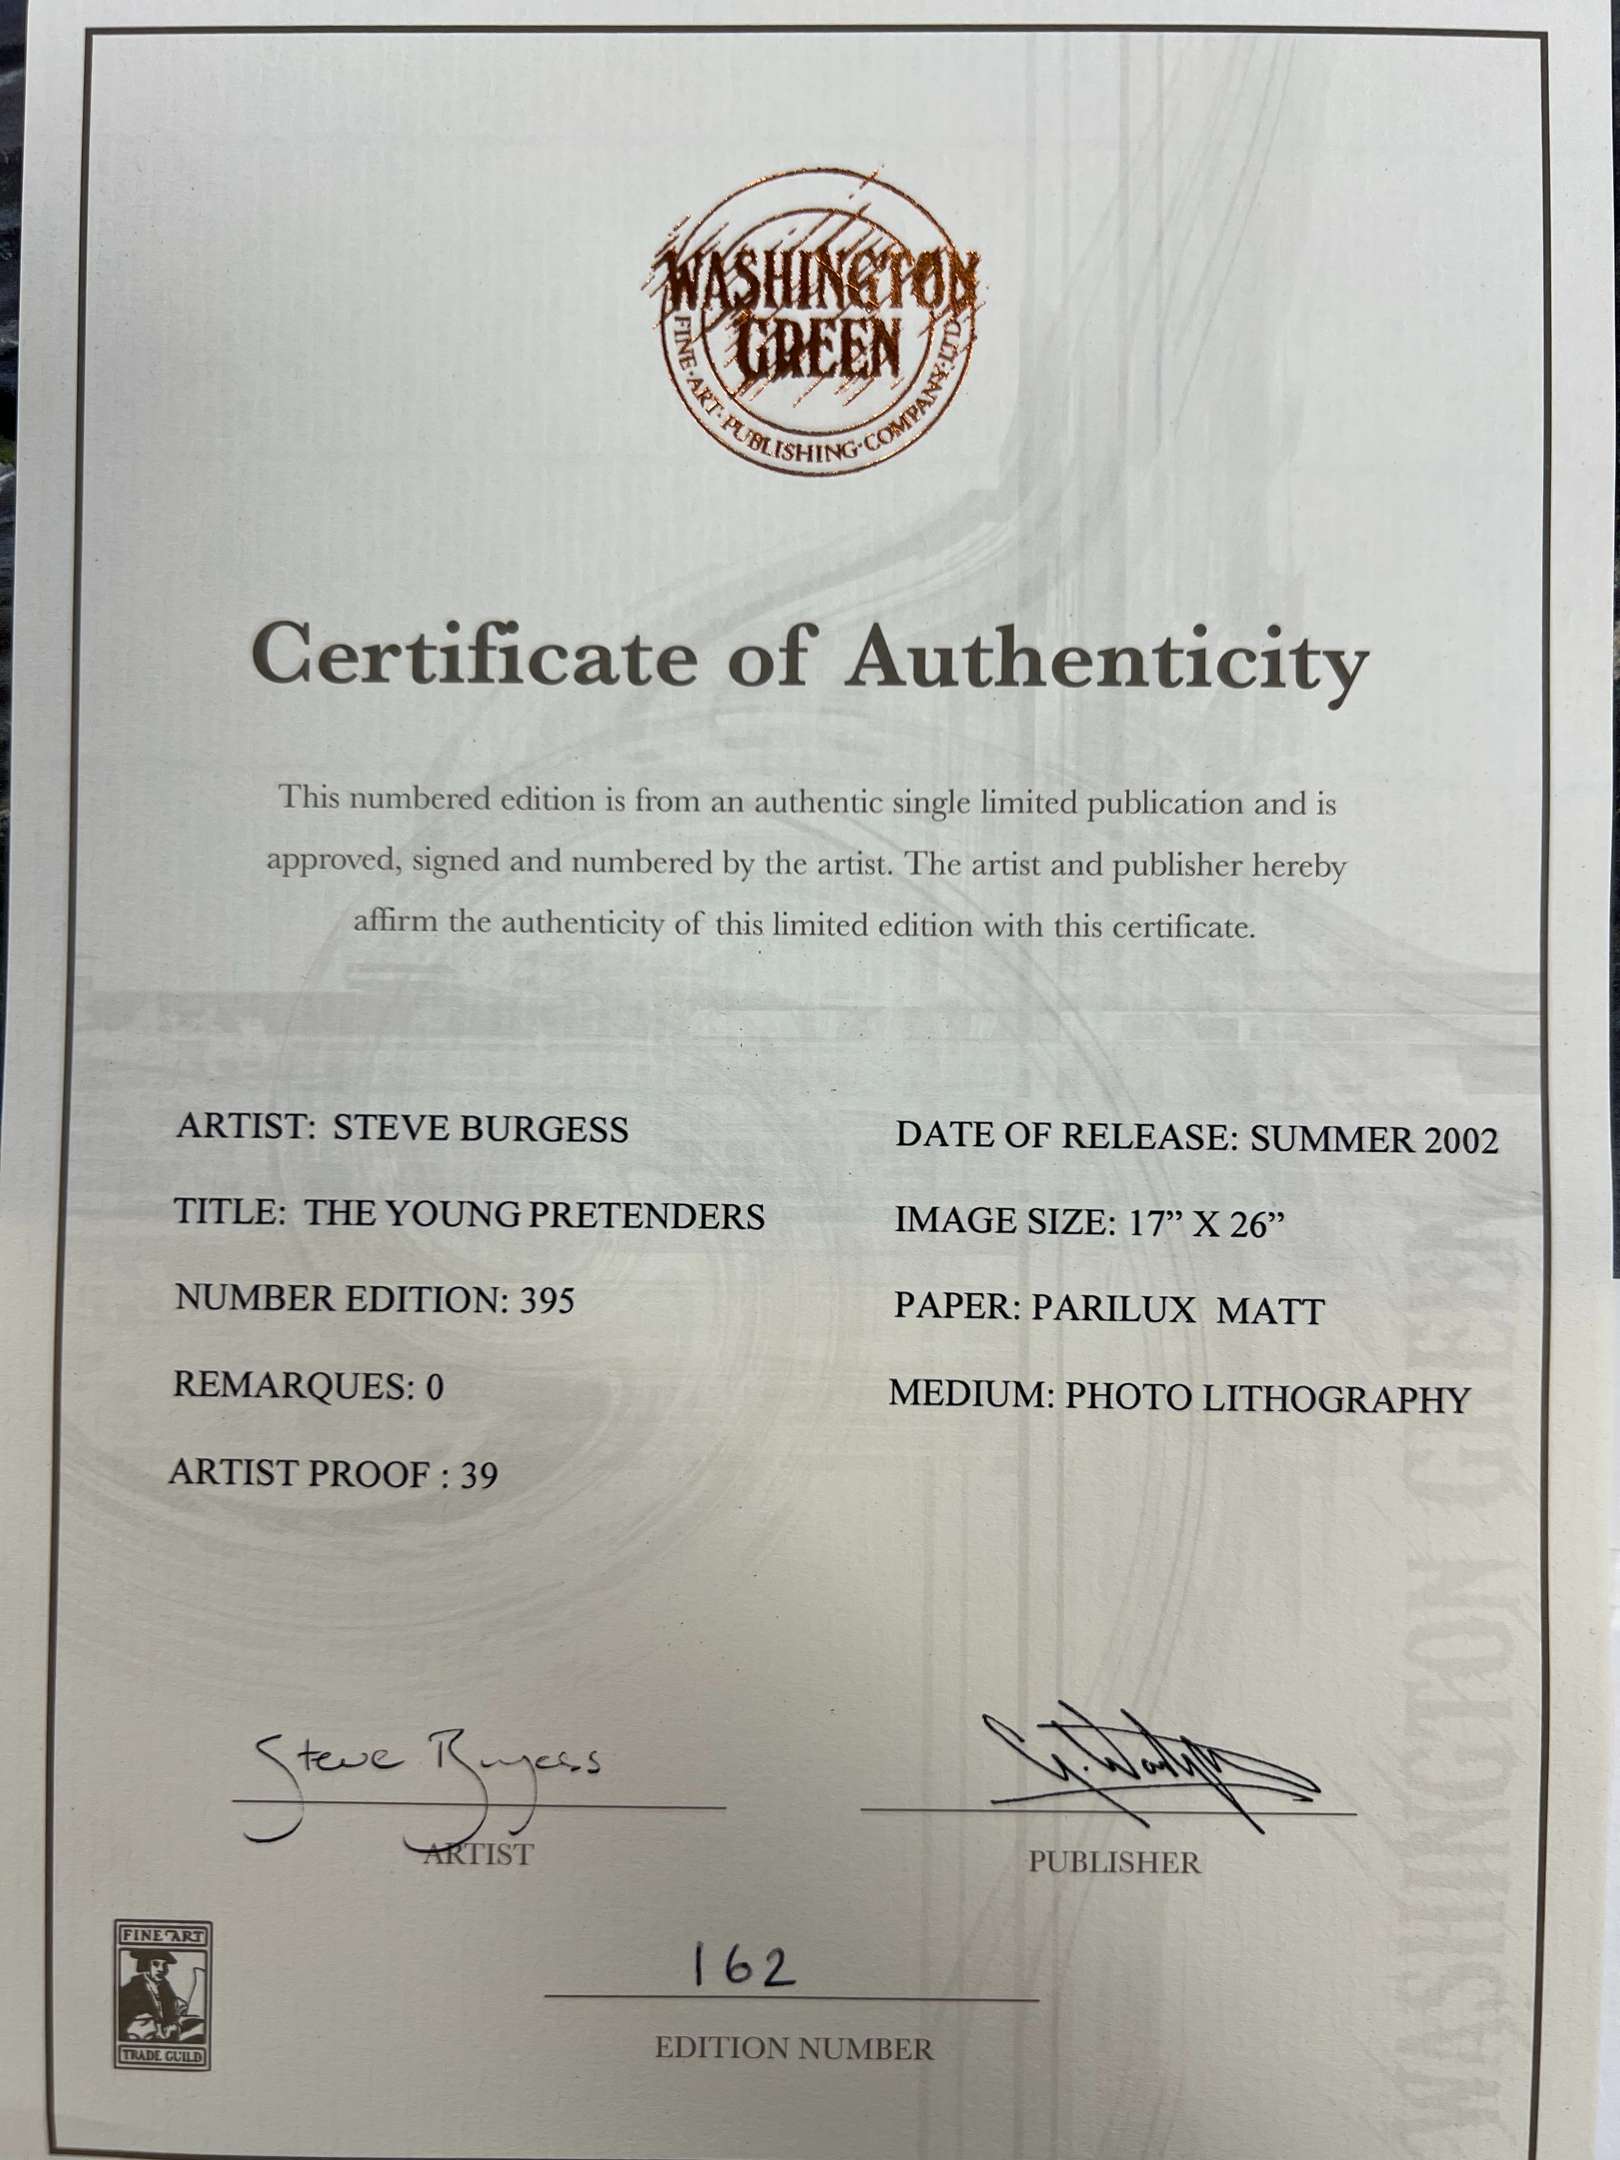 WASHINGTON
GREEN
FINE·ART·PUBLISHING·COMPANY·LTD
Certificate of Authenticity
This numbered edition is from an authentic single limited publication and is
approved, signed and numbered by the artist. The artist and publisher hereby
affirm the authenticity of this limited edition with this certificate.
ARTIST: STEVE BURGESS
TITLE: THE YOUNG PRETENDERS
NUMBER EDITION: 395
REMARQUES: 0
ARTIST PROOF : 39
DATE OF RELEASE: SUMMER 2002
IMAGE SIZE: 17” X 26”
PAPER: PARILUX MATT
MEDIUM: PHOTO LITHOGRAPHY
Steve Burgess
ARTIST
PUBLISHER
162
EDITION NUMBER
FINE ART
TRADE GUILD
WASHINGTON GREEN